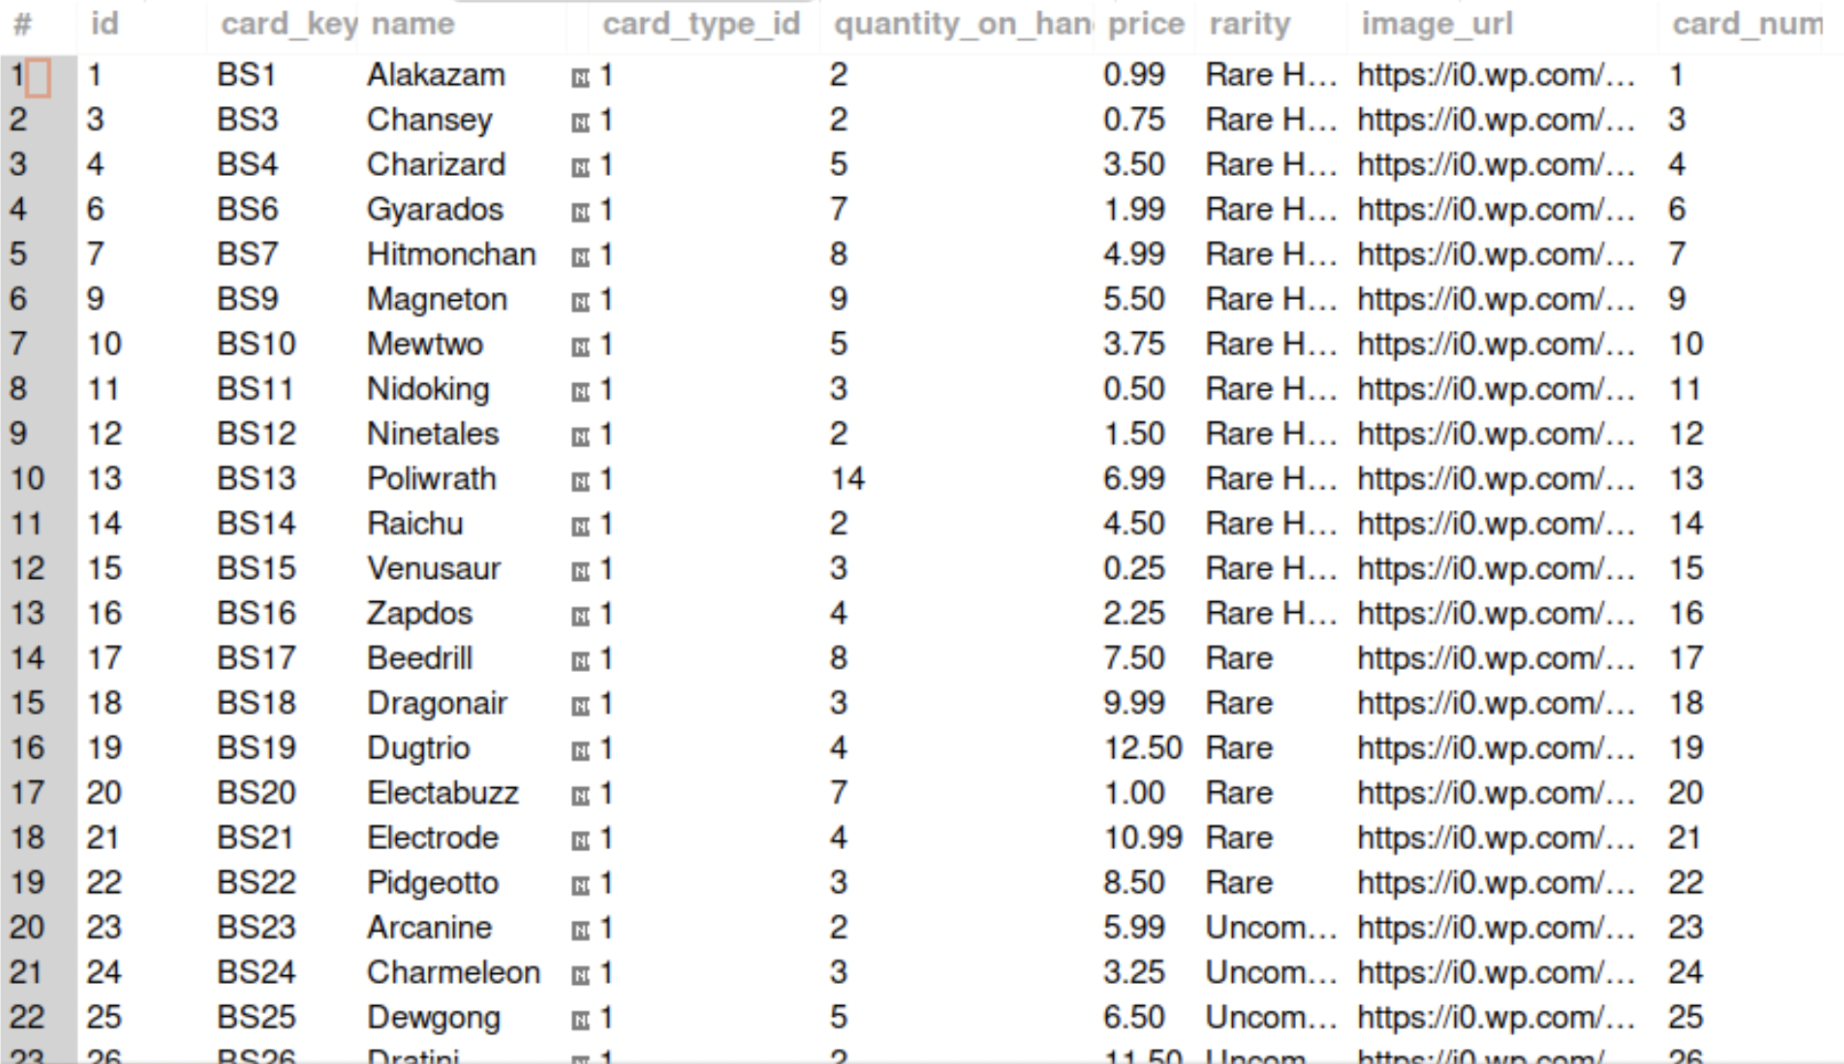 # id card_key name card_type_id quantity_on_han price rarity image_url card_num
1 1 BS1 Alakazam 1 2 0.99 Rare H... https://i0.wp.com/... 1
2 3 BS3 Chansey 1 2 0.75 Rare H... https://i0.wp.com/... 3
3 4 BS4 Charizard 1 5 3.50 Rare H... https://i0.wp.com/... 4
4 6 BS6 Gyarados 1 7 1.99 Rare H... https://i0.wp.com/... 6
5 7 BS7 Hitmonchan 1 8 4.99 Rare H... https://i0.wp.com/... 7
6 9 BS9 Magneton 1 9 5.50 Rare H... https://i0.wp.com/... 9
7 10 BS10 Mewtwo 1 5 3.75 Rare H... https://i0.wp.com/... 10
8 11 BS11 Nidoking 1 3 0.50 Rare H... https://i0.wp.com/... 11
9 12 BS12 Ninetales 1 2 1.50 Rare H... https://i0.wp.com/... 12
10 13 BS13 Poliwrath 1 14 6.99 Rare H... https://i0.wp.com/... 13
11 14 BS14 Raichu 1 2 4.50 Rare H... https://i0.wp.com/... 14
12 15 BS15 Venusaur 1 3 0.25 Rare H... https://i0.wp.com/... 15
13 16 BS16 Zapdos 1 4 2.25 Rare H... https://i0.wp.com/... 16
14 17 BS17 Beedrill 1 8 7.50 Rare https://i0.wp.com/... 17
15 18 BS18 Dragonair 1 3 9.99 Rare https://i0.wp.com/... 18
16 19 BS19 Dugtrio 1 4 12.50 Rare https://i0.wp.com/... 19
17 20 BS20 Electabuzz 1 7 1.00 Rare https://i0.wp.com/... 20
18 21 BS21 Electrode 1 4 10.99 Rare https://i0.wp.com/... 21
19 22 BS22 Pidgeotto 1 3 8.50 Rare https://i0.wp.com/... 22
20 23 BS23 Arcanine 1 2 5.99 Uncom... https://i0.wp.com/... 23
21 24 BS24 Charmeleon 1 3 3.25 Uncom... https://i0.wp.com/... 24
22 25 BS25 Dewgong 1 5 6.50 Uncom... https://i0.wp.com/... 25
23 26 BS26 Dratini 1 2 11.50 Uncom... https://i0.wp.com/... 26